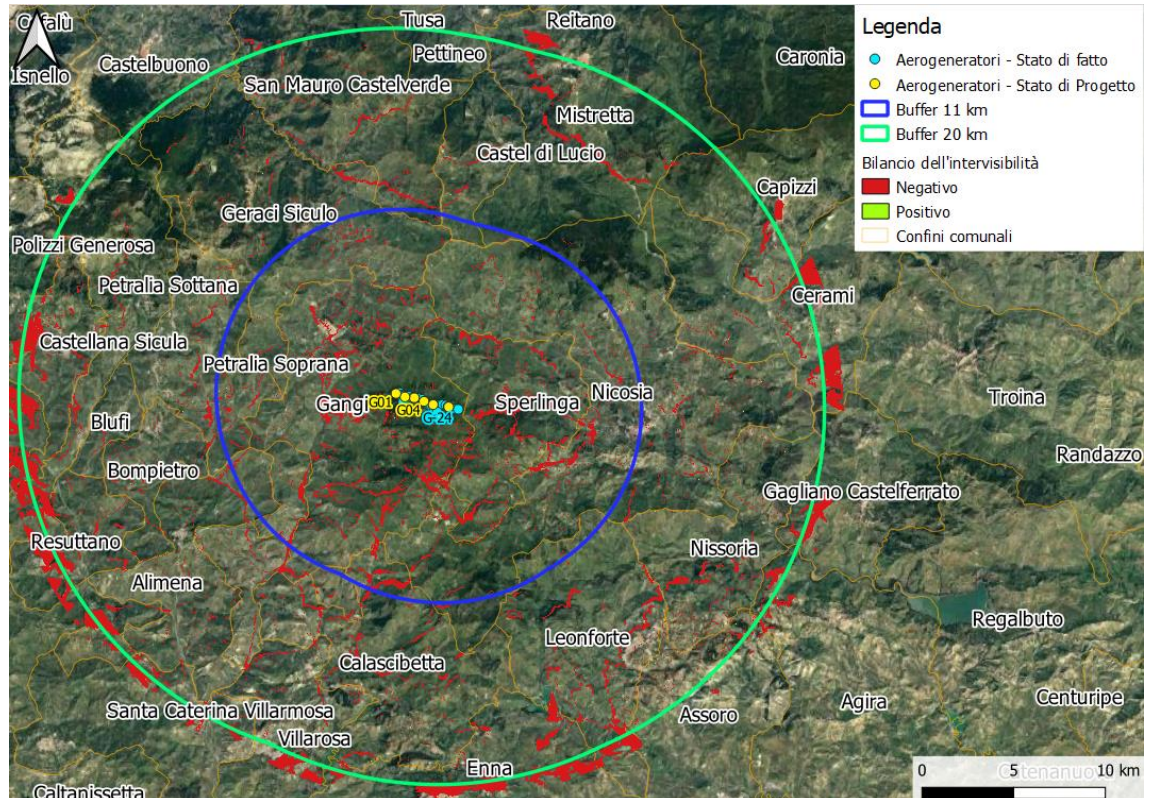 Cefalù
Tusa
Reitano
Pettineo
Caronia
Castelbuono
Isnello
San Mauro Castelverde
Mistretta
Castel di Lucio
Capizzi
Geraci Siculo
Polizzi Generosa
Petralia Sottana
Cerami
Castellana Sicula
Petralia Soprana
Gangi
G01
G04
G-24
Sperlinga
Nicosia
Troina
Blufi
Bompietro
Randazzo
Gagliano Castelferrato
Resuttano
Nissoria
Alimena
Regalbuto
Leonforte
Calascibetta
Santa Caterina Villarmosa
Assoro
Agira
Centuripe
Villarosa
Enna
Catenanuova
Caltanissetta
Legenda
Aerogeneratori - Stato di fatto
Aerogeneratori - Stato di Progetto
Buffer 11 km
Buffer 20 km
Bilancio dell'intervisibilità
Negativo
Positivo
Confini comunali
0 5 10 km